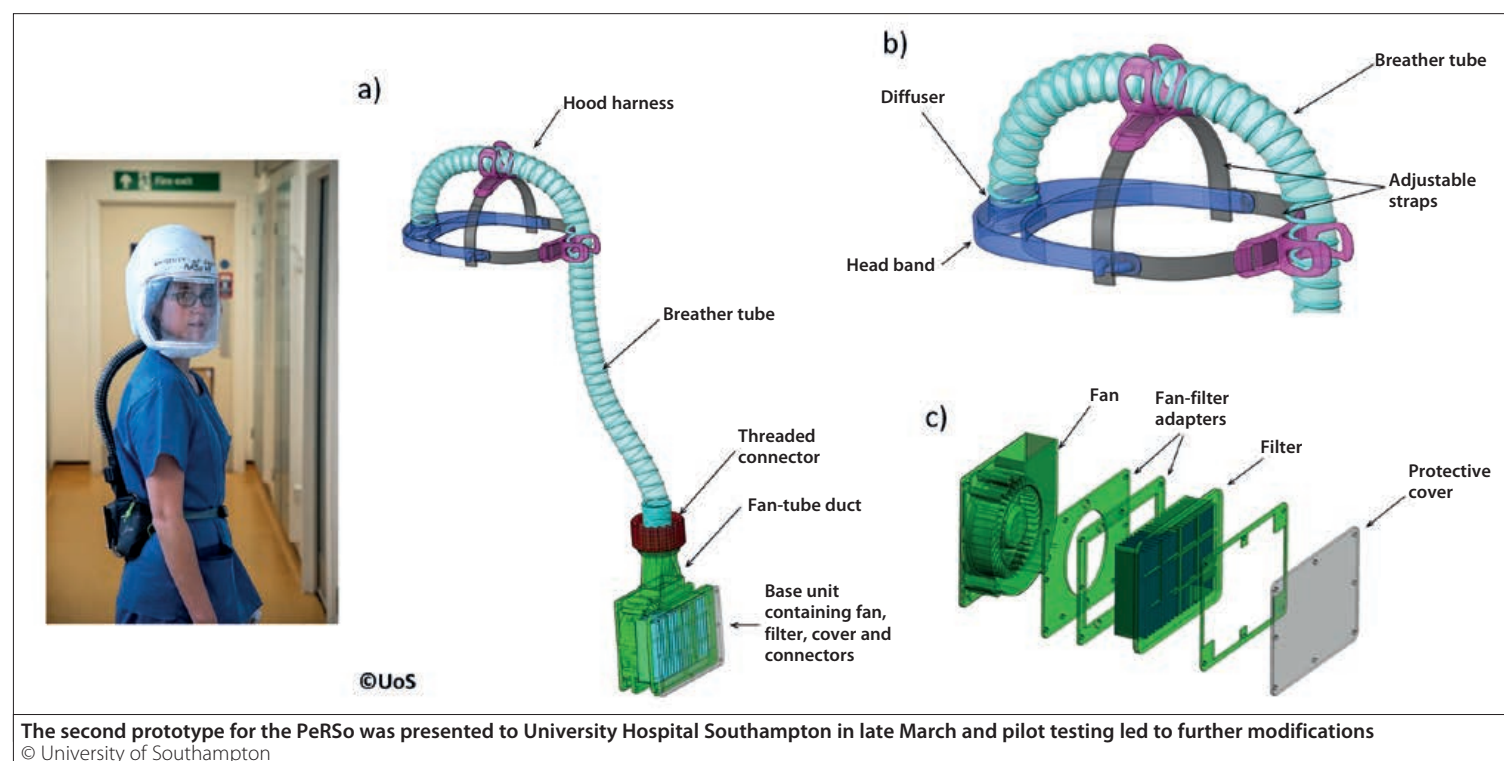 a)
Hood harness
Breather tube
Threaded
connector
Fan-tube duct
Base unit
containing fan,
filter, cover and
connectors
b)
Diffuser
Head band
Breather tube
Adjustable
straps
c)
Fan
Fan-filter
adapters
Filter
Protective
cover
Fire exit
©UoS
The second prototype for the PeRSo was presented to University Hospital Southampton in late March and pilot testing led to further modifications
© University of Southampton